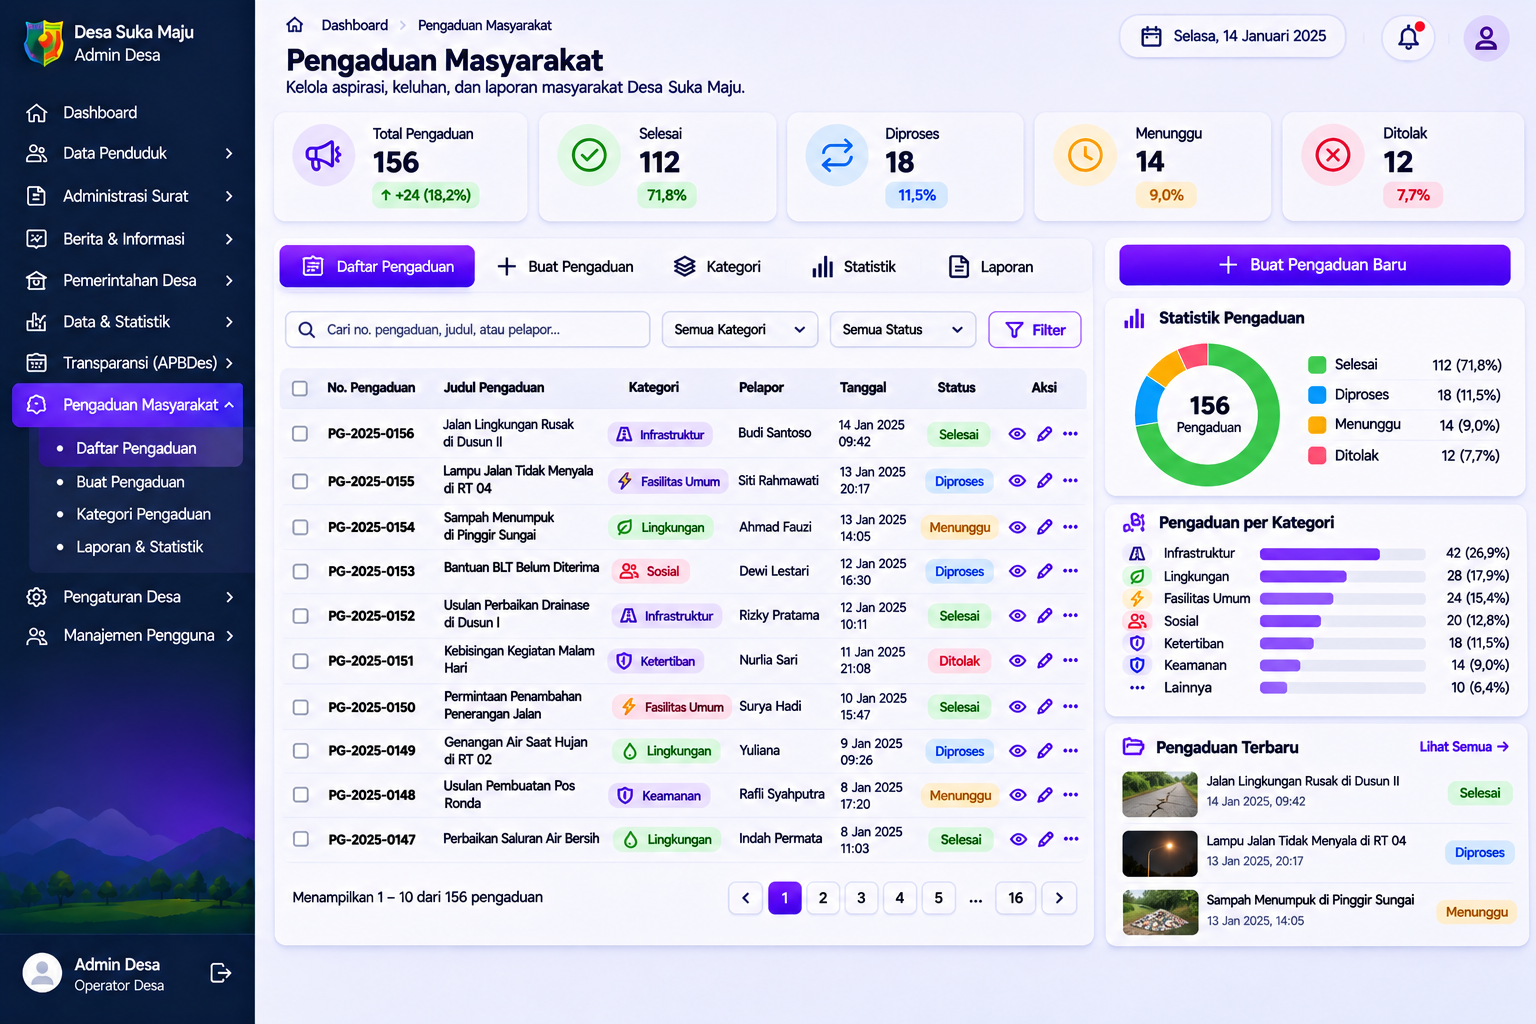 Desa Suka Maju
Admin Desa
Dashboard
Data Penduduk
Administrasi Surat
Berita & Informasi
Pemerintahan Desa
Data & Statistik
Transparansi (APBDes)
Pengaduan Masyarakat
Daftar Pengaduan
Buat Pengaduan
Kategori Pengaduan
Laporan & Statistik
Pengaturan Desa
Manajemen Pengguna
Admin Desa
Operator Desa
Dashboard > Pengaduan Masyarakat
Pengaduan Masyarakat
Kelola aspirasi, keluhan, dan laporan masyarakat Desa Suka Maju.
Selasa, 14 Januari 2025
Total Pengaduan
156
↑ +24 (18,2%)
Selesai
112
71,8%
Diproses
18
11,5%
Menunggu
14
9,0%
Ditolak
12
7,7%
Daftar Pengaduan
Buat Pengaduan
Kategori
Statistik
Laporan
Cari no. pengaduan, judul, atau pelapor...
Semua Kategori
Semua Status
Filter
No. Pengaduan Judul Pengaduan Kategori Pelapor Tanggal Status Aksi
PG-2025-0156 Jalan Lingkungan Rusak Infrastruktur Budi Santoso 14 Jan 2025 Selesai
di Dusun II 09:42
PG-2025-0155 Lampu Jalan Tidak Menyala Fasilitas Umum Siti Rahmawati 13 Jan 2025 Diproses
di RT 04 20:17
PG-2025-0154 Sampah Menumpuk Lingkungan Ahmad Fauzi 13 Jan 2025 Menunggu
di Pinggir Sungai 14:05
PG-2025-0153 Bantuan BLT Belum Diterima Sosial Dewi Lestari 12 Jan 2025 Diproses
16:30
PG-2025-0152 Usulan Perbaikan Drainase Infrastruktur Rizky Pratama 12 Jan 2025 Selesai
di Dusun I 10:11
PG-2025-0151 Kebisingan Kegiatan Malam Ketertiban Nurlia Sari 11 Jan 2025 Ditolak
Hari 21:08
PG-2025-0150 Permintaan Penambahan Fasilitas Umum Surya Hadi 10 Jan 2025 Selesai
Penerangan Jalan 15:47
PG-2025-0149 Genangan Air Saat Hujan Lingkungan Yuliana 9 Jan 2025 Diproses
di RT 02 09:26
PG-2025-0148 Usulan Pembuatan Pos Keamanan Rafli Syahputra 8 Jan 2025 Menunggu
Ronda 17:20
PG-2025-0147 Perbaikan Saluran Air Bersih Lingkungan Indah Permata 8 Jan 2025 Selesai
11:03
Menampilkan 1 – 10 dari 156 pengaduan
1 2 3 4 5 ... 16
Buat Pengaduan Baru
Statistik Pengaduan
156
Pengaduan
Selesai 112 (71,8%)
Diproses 18 (11,5%)
Menunggu 14 (9,0%)
Ditolak 12 (7,7%)
Pengaduan per Kategori
Infrastruktur 42 (26,9%)
Lingkungan 28 (17,9%)
Fasilitas Umum 24 (15,4%)
Sosial 20 (12,8%)
Ketertiban 18 (11,5%)
Keamanan 14 (9,0%)
Lainnya 10 (6,4%)
Pengaduan Terbaru
Lihat Semua →
Jalan Lingkungan Rusak di Dusun II
14 Jan 2025, 09:42
Selesai
Lampu Jalan Tidak Menyala di RT 04
13 Jan 2025, 20:17
Diproses
Sampah Menumpuk di Pinggir Sungai
13 Jan 2025, 14:05
Menunggu